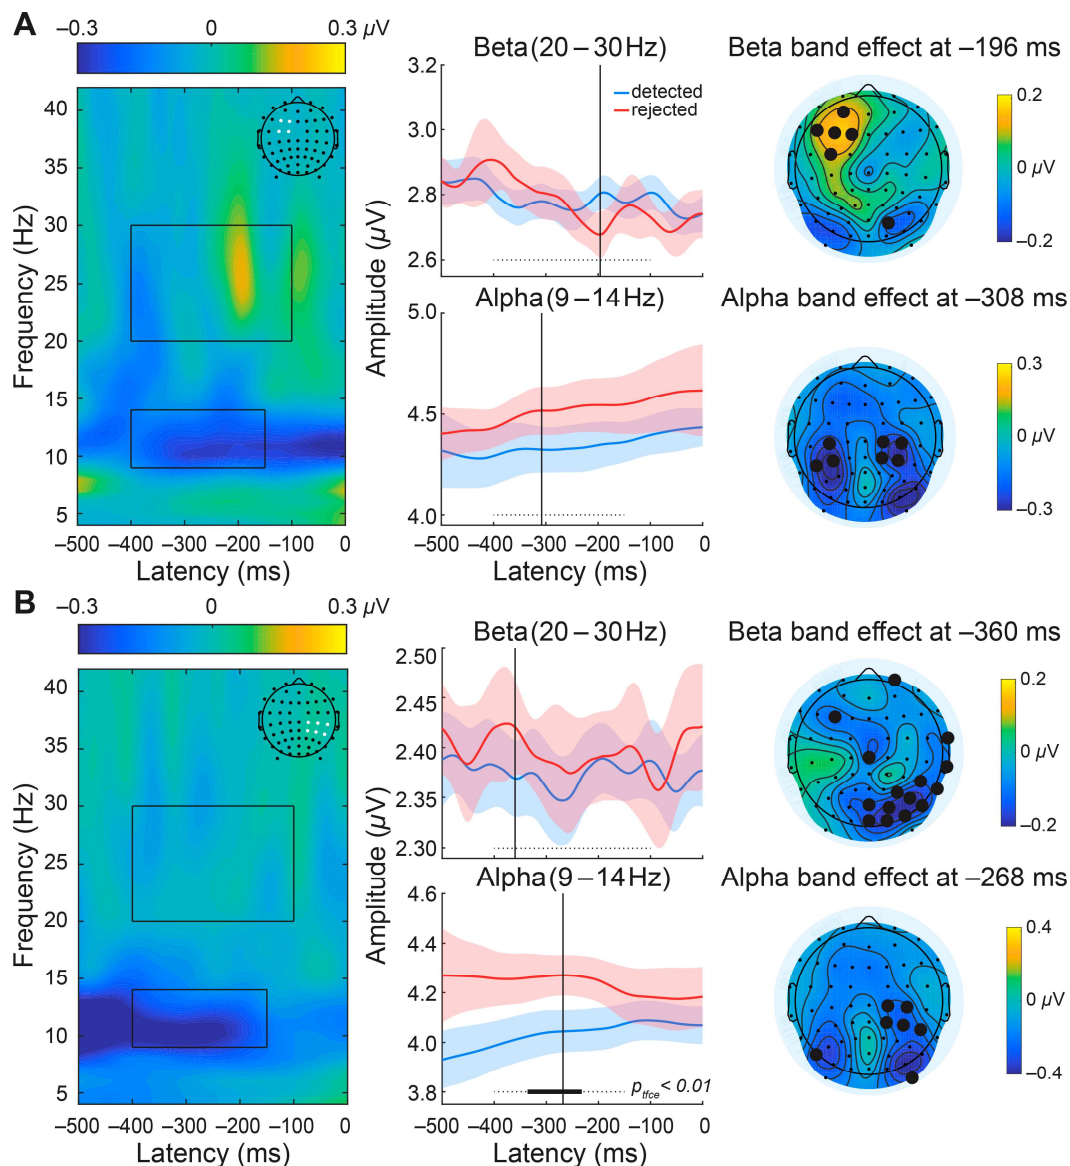 A
−0.3 0 0.3 µV
Frequency (Hz)
40
35
30
25
20
15
10
5
−500 −400 −300 −200 −100 0
Latency (ms)
Beta (20 – 30 Hz)
detected
rejected
3.2
3.0
2.8
2.6
Amplitude (µV)
Alpha (9 – 14 Hz)
5.0
4.5
4.0
−500 −400 −300 −200 −100 0
Latency (ms)
Beta band effect at −196 ms
0.2
0 µV
−0.2
Alpha band effect at −308 ms
0.3
0 µV
−0.3
B
−0.3 0 0.3 µV
Frequency (Hz)
40
35
30
25
20
15
10
5
−500 −400 −300 −200 −100 0
Latency (ms)
Beta (20 – 30 Hz)
2.50
2.45
2.40
2.35
2.30
Amplitude (µV)
Alpha (9 – 14 Hz)
4.6
4.4
4.2
4.0
3.8
ptfce < 0.01
−500 −400 −300 −200 −100 0
Latency (ms)
Beta band effect at −360 ms
0.2
0 µV
−0.2
Alpha band effect at −268 ms
0.4
0 µV
−0.4